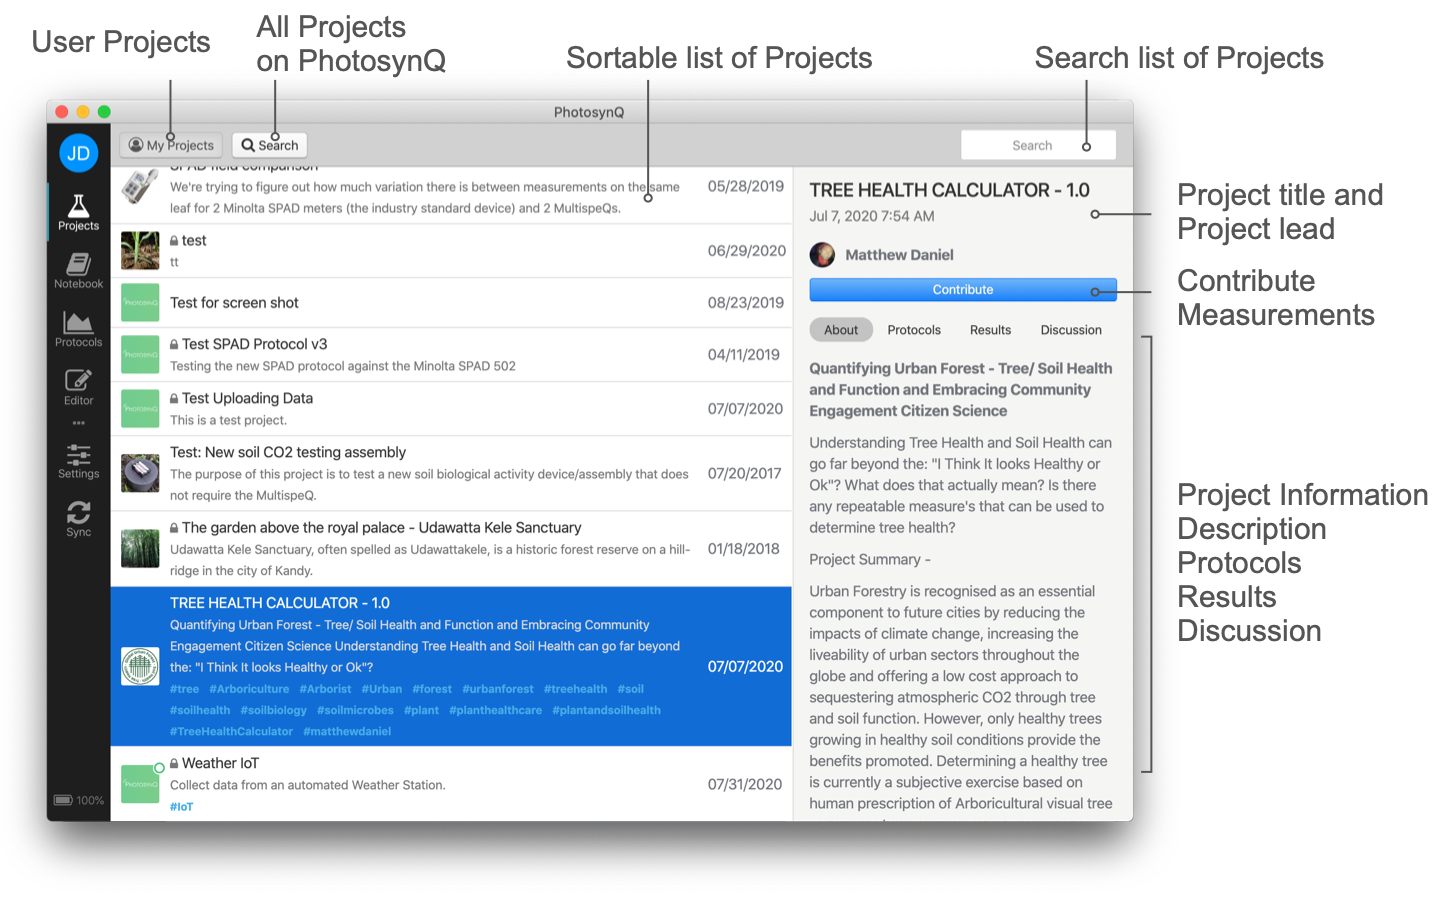 User Projects
All Projects
on PhotosynQ
Sortable list of Projects
Search list of Projects
PhotosynQ
JD
My Projects
Search
Search
Projects
Notebook
Protocols
Editor
Settings
Sync
100%
SPAD field comparison
We're trying to figure out how much variation there is between measurements on the same
leaf for 2 Minolta SPAD meters (the industry standard device) and 2 MultispeQs.
05/28/2019
test
tt
06/29/2020
PHOTOSYNQ
Test for screen shot
08/23/2019
PHOTOSYNQ
Test SPAD Protocol v3
Testing the new SPAD protocol against the Minolta SPAD 502
04/11/2019
PHOTOSYNQ
Test Uploading Data
This is a test project.
07/07/2020
Test: New soil CO2 testing assembly
The purpose of this project is to test a new soil biological activity device/assembly that does
not require the MultispeQ.
07/20/2017
The garden above the royal palace - Udawatta Kele Sanctuary
Udawatta Kele Sanctuary, often spelled as Udawattakele, is a historic forest reserve on a hill-
ridge in the city of Kandy.
01/18/2018
TREE HEALTH CALCULATOR - 1.0
Quantifying Urban Forest - Tree/ Soil Health and Function and Embracing Community
Engagement Citizen Science Understanding Tree Health and Soil Health can go far beyond
the: "I Think It looks Healthy or Ok"?
07/07/2020
#tree #Arboriculture #Arborist #Urban #forest #urbanforest #treehealth #soil
#soilhealth #soilbiology #soilmicrobes #plant #planthealthcare #plantandsoilhealth
#TreeHealthCalculator #matthewdaniel
PHOTOSYNQ
Weather IoT
Collect data from an automated Weather Station.
07/31/2020
#IoT
TREE HEALTH CALCULATOR - 1.0
Jul 7, 2020 7:54 AM
Matthew Daniel
Contribute
About Protocols Results Discussion
Quantifying Urban Forest - Tree/ Soil Health
and Function and Embracing Community
Engagement Citizen Science
Understanding Tree Health and Soil Health can
go far beyond the: "I Think It looks Healthy or
Ok"? What does that actually mean? Is there
any repeatable measure's that can be used to
determine tree health?
Project Summary -
Urban Forestry is recognised as an essential
component to future cities by reducing the
impacts of climate change, increasing the
liveability of urban sectors throughout the
globe and offering a low cost approach to
sequestering atmospheric CO2 through tree
and soil function. However, only healthy trees
growing in healthy soil conditions provide the
benefits promoted. Determining a healthy tree
is currently a subjective exercise based on
human prescription of Arboricultural visual tree
Project title and
Project lead
Contribute
Measurements
Project Information
Description
Protocols
Results
Discussion